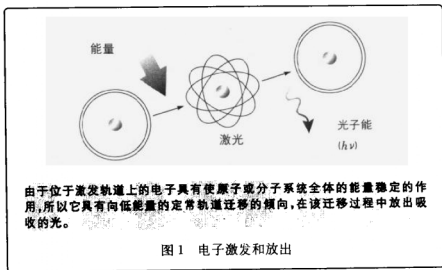 能量
激光
光子能
(hν)
由于位于激发轨道上的电子具有使原子或分子系统全体的能量稳定的作
用,所以它具有向低能量的定常轨道迁移的倾向,在该迁移过程中放出吸
收的光。
图1 电子激发和放出